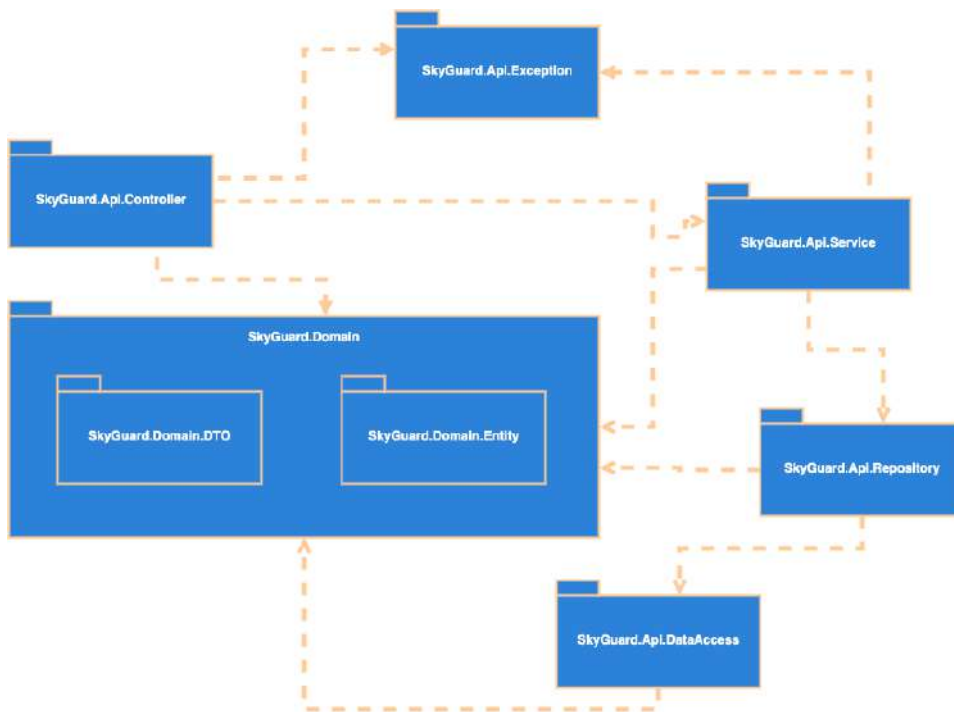 SkyGuard.Api.Exception
SkyGuard.Api.Controller
SkyGuard.Api.Service
SkyGuard.Domain
SkyGuard.Domain.DTO
SkyGuard.Domain.Entity
SkyGuard.Api.Repository
SkyGuard.Api.DataAccess